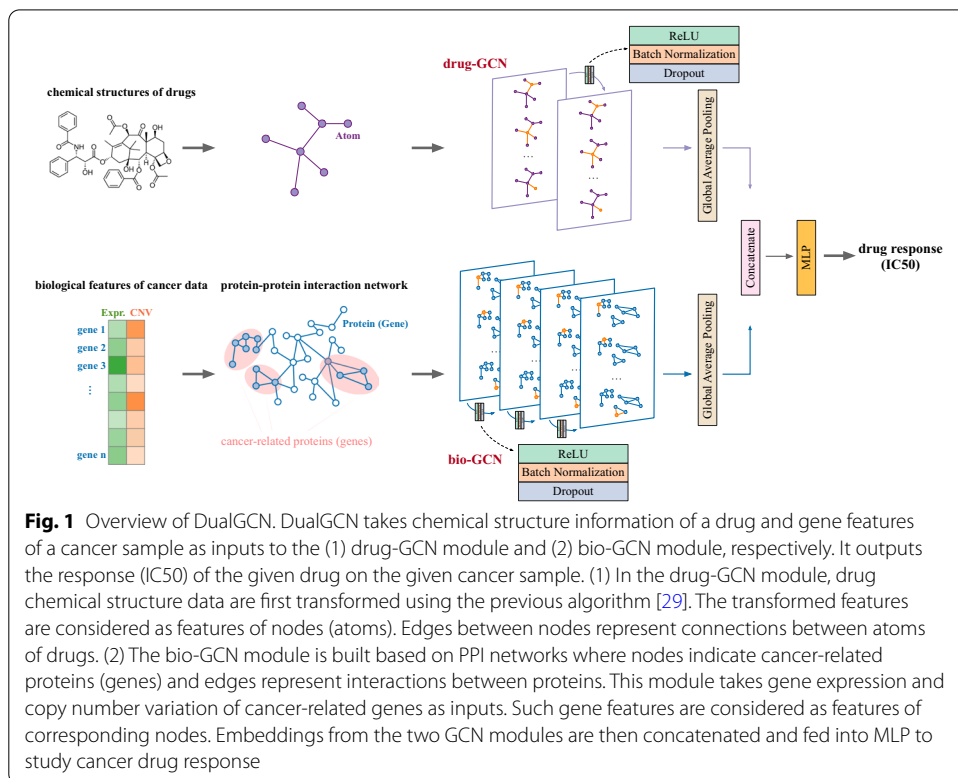 ReLU
Batch Normalization
Dropout
drug-GCN
chemical structures of drugs
Atom
...
...
Global Average Pooling
Concatenate
MLP
drug response
(IC50)
biological features of cancer data
protein-protein interaction network
Expr. CNV
gene 1
gene 2
gene 3
...
gene n
Protein (Gene)
cancer-related proteins (genes)
...
...
...
...
Global Average Pooling
bio-GCN
ReLU
Batch Normalization
Dropout
Fig. 1 Overview of DualGCN. DualGCN takes chemical structure information of a drug and gene features
of a cancer sample as inputs to the (1) drug-GCN module and (2) bio-GCN module, respectively. It outputs
the response (IC50) of the given drug on the given cancer sample. (1) In the drug-GCN module, drug
chemical structure data are first transformed using the previous algorithm [29]. The transformed features
are considered as features of nodes (atoms). Edges between nodes represent connections between atoms
of drugs. (2) The bio-GCN module is built based on PPI networks where nodes indicate cancer-related
proteins (genes) and edges represent interactions between proteins. This module takes gene expression and
copy number variation of cancer-related genes as inputs. Such gene features are considered as features of
corresponding nodes. Embeddings from the two GCN modules are then concatenated and fed into MLP to
study cancer drug response